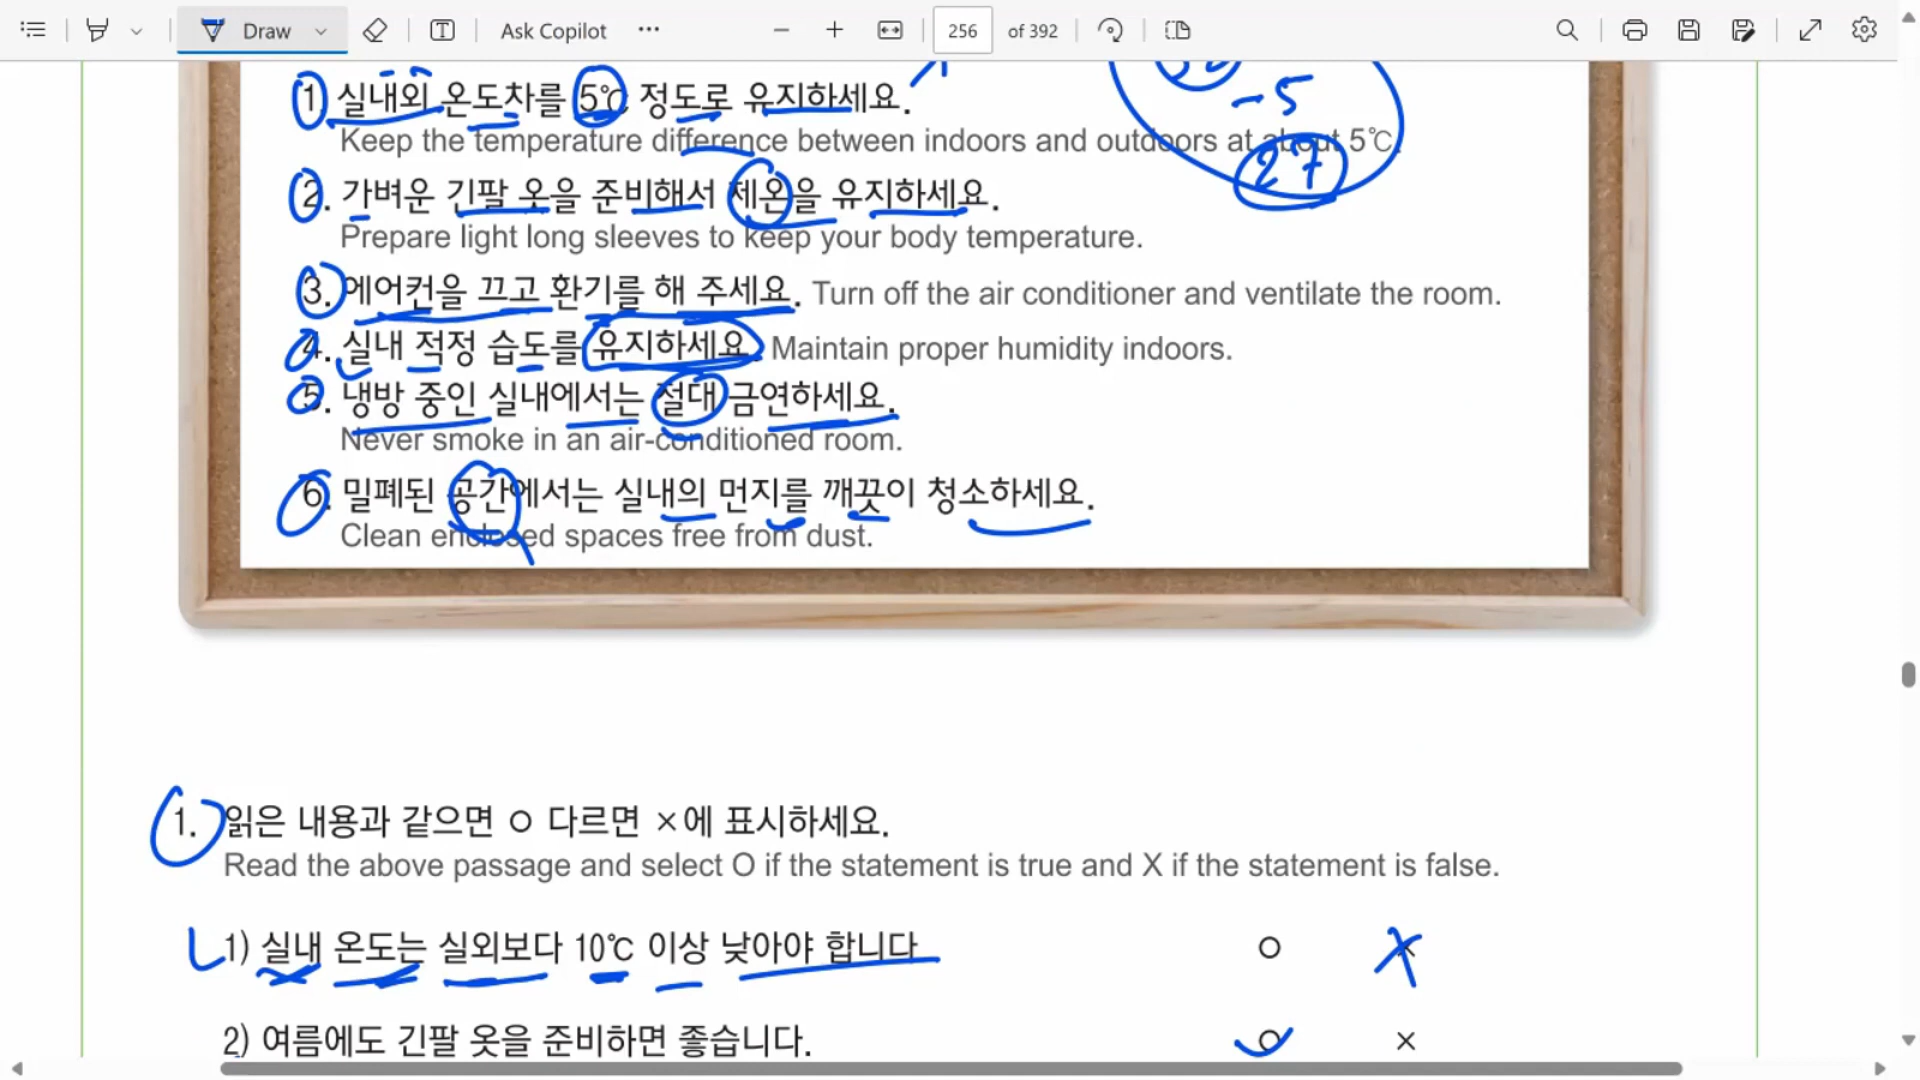 Draw
Ask Copilot
256 of 392
1. 실내외 온도차를 5℃ 정도로 유지하세요.
Keep the temperature difference between indoors and outdoors at about 5℃.
-5
27
2. 가벼운 긴팔 옷을 준비해서 체온을 유지하세요.
Prepare light long sleeves to keep your body temperature.
3. 에어컨을 끄고 환기를 해 주세요. Turn off the air conditioner and ventilate the room.
4. 실내 적정 습도를 유지하세요. Maintain proper humidity indoors.
5. 냉방 중인 실내에서는 절대 금연하세요.
Never smoke in an air-conditioned room.
6. 밀폐된 공간에서는 실내의 먼지를 깨끗이 청소하세요.
Clean enclosed spaces free from dust.
1. 읽은 내용과 같으면 ○ 다르면 ×에 표시하세요.
Read the above passage and select O if the statement is true and X if the statement is false.
1) 실내 온도는 실외보다 10℃ 이상 낮아야 합니다. ○ ×
2) 여름에도 긴팔 옷을 준비하면 좋습니다. ○ ×